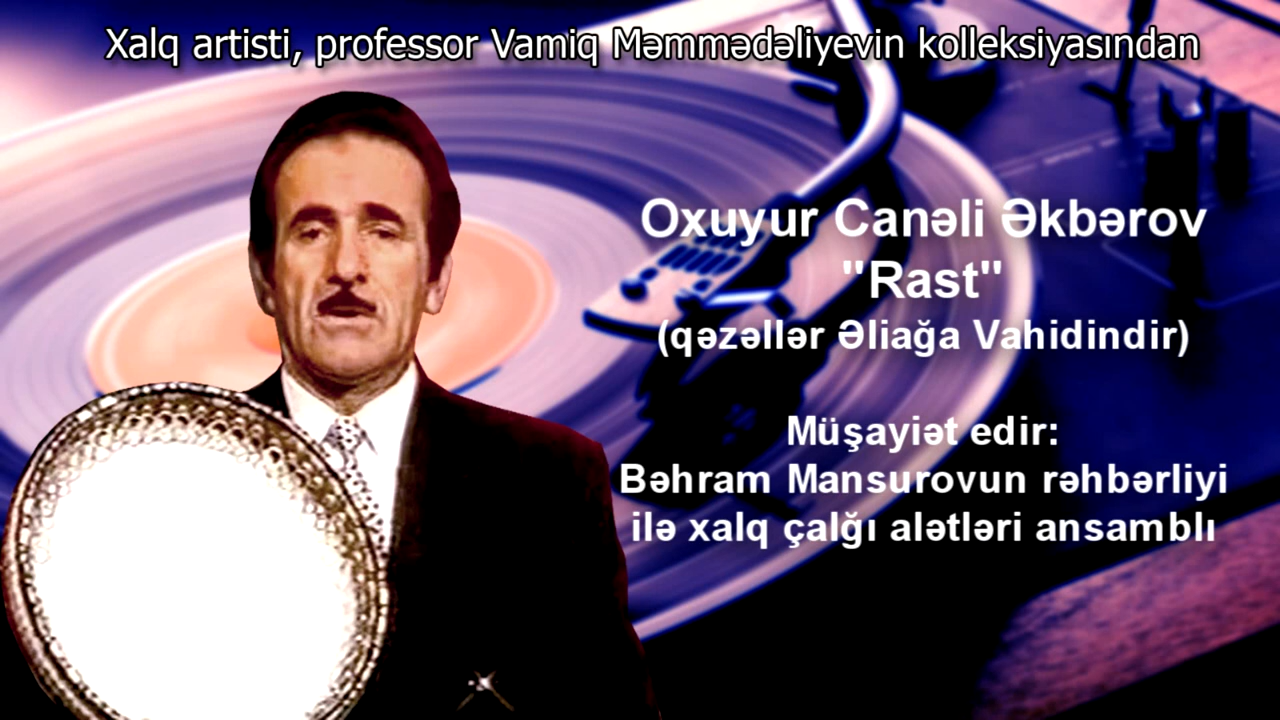 Xalq artisti, professor Vamiq Məmmədəliyevin kolleksiyasından
Oxuyur Canəli Əkbərov
"Rast"
(qəzəllər Əliağa Vahidindir)
Müşayiət edir:
Bəhram Mansurovun rəhbərliyi
ilə xalq çalğı alətləri ansamblı